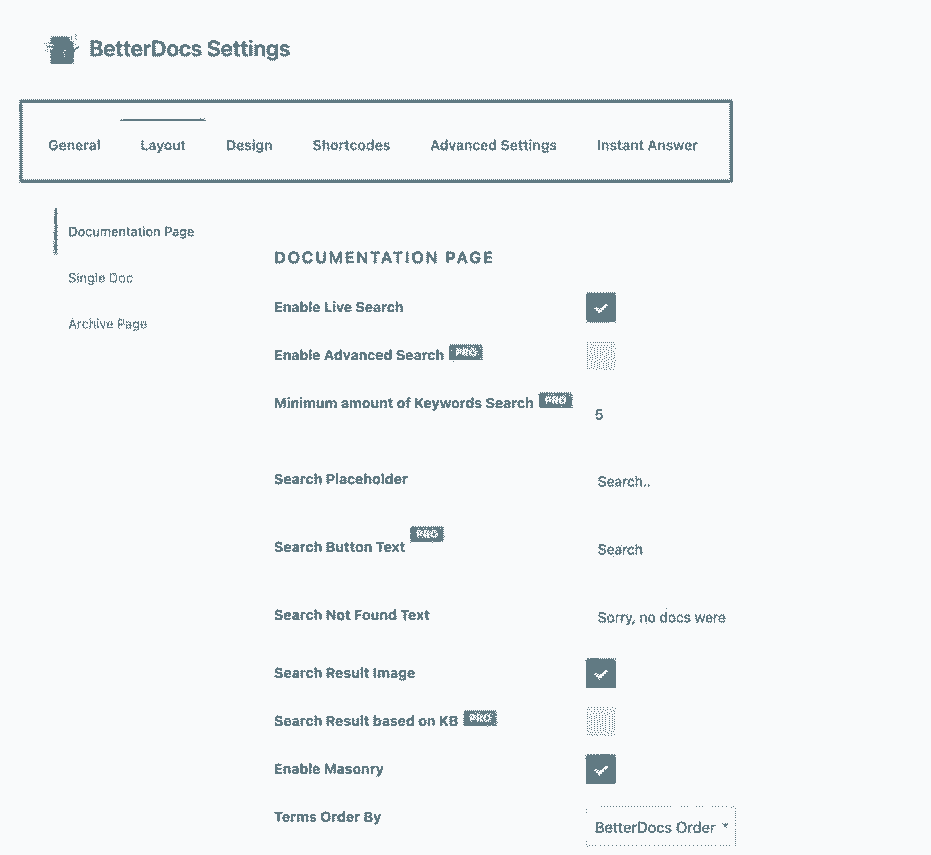 BetterDocs Settings
General Layout Design Shortcodes Advanced Settings Instant Answer
Documentation Page
Single Doc
Archive Page
DOCUMENTATION PAGE
Enable Live Search
Enable Advanced Search PRO
Minimum amount of Keywords Search PRO 5
Search Placeholder Search..
Search Button Text PRO Search
Search Not Found Text Sorry, no docs were
Search Result Image
Search Result based on KB PRO
Enable Masonry
Terms Order By BetterDocs Order